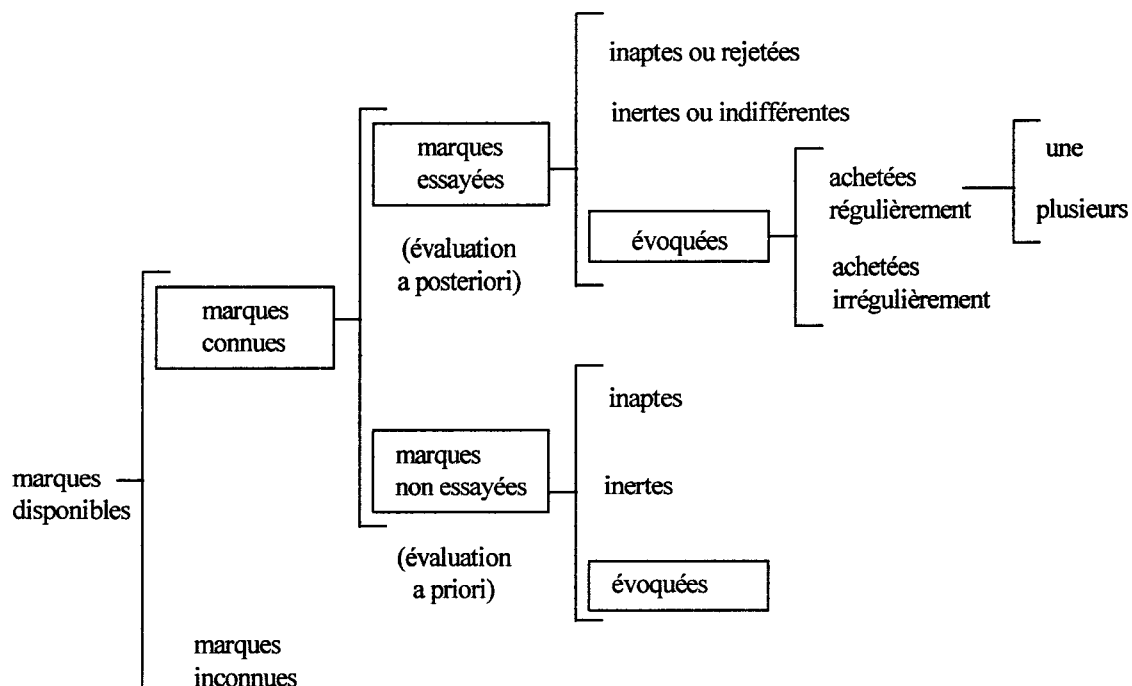 marques
disponibles
marques
connues
marques
inconnues
marques
essayées
(évaluation
a posteriori)
marques
non essayées
(évaluation
a priori)
inaptes ou rejetées
inertes ou indifférentes
évoquées
achetées
régulièrement
une
plusieurs
achetées
irrégulièrement
inaptes
inertes
évoquées